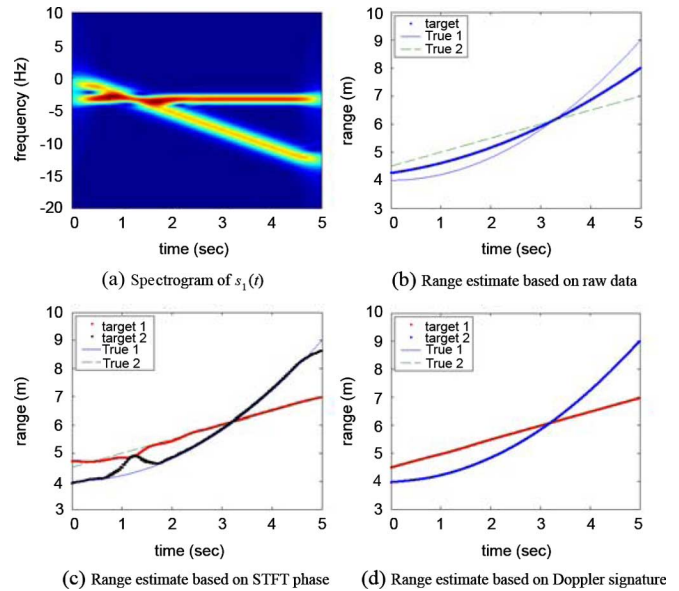 10
5
0
-5
-10
-15
-20
frequency (Hz)
0 1 2 3 4 5
time (sec)
(a) Spectrogram of s₁(t)
10
9
8
7
6
5
4
3
range (m)
target
True 1
True 2
0 1 2 3 4 5
time (sec)
(b) Range estimate based on raw data
10
9
8
7
6
5
4
3
range (m)
target 1
target 2
True 1
True 2
0 1 2 3 4 5
time (sec)
(c) Range estimate based on STFT phase
10
9
8
7
6
5
4
3
range (m)
target 1
target 2
True 1
True 2
0 1 2 3 4 5
time (sec)
(d) Range estimate based on Doppler signature